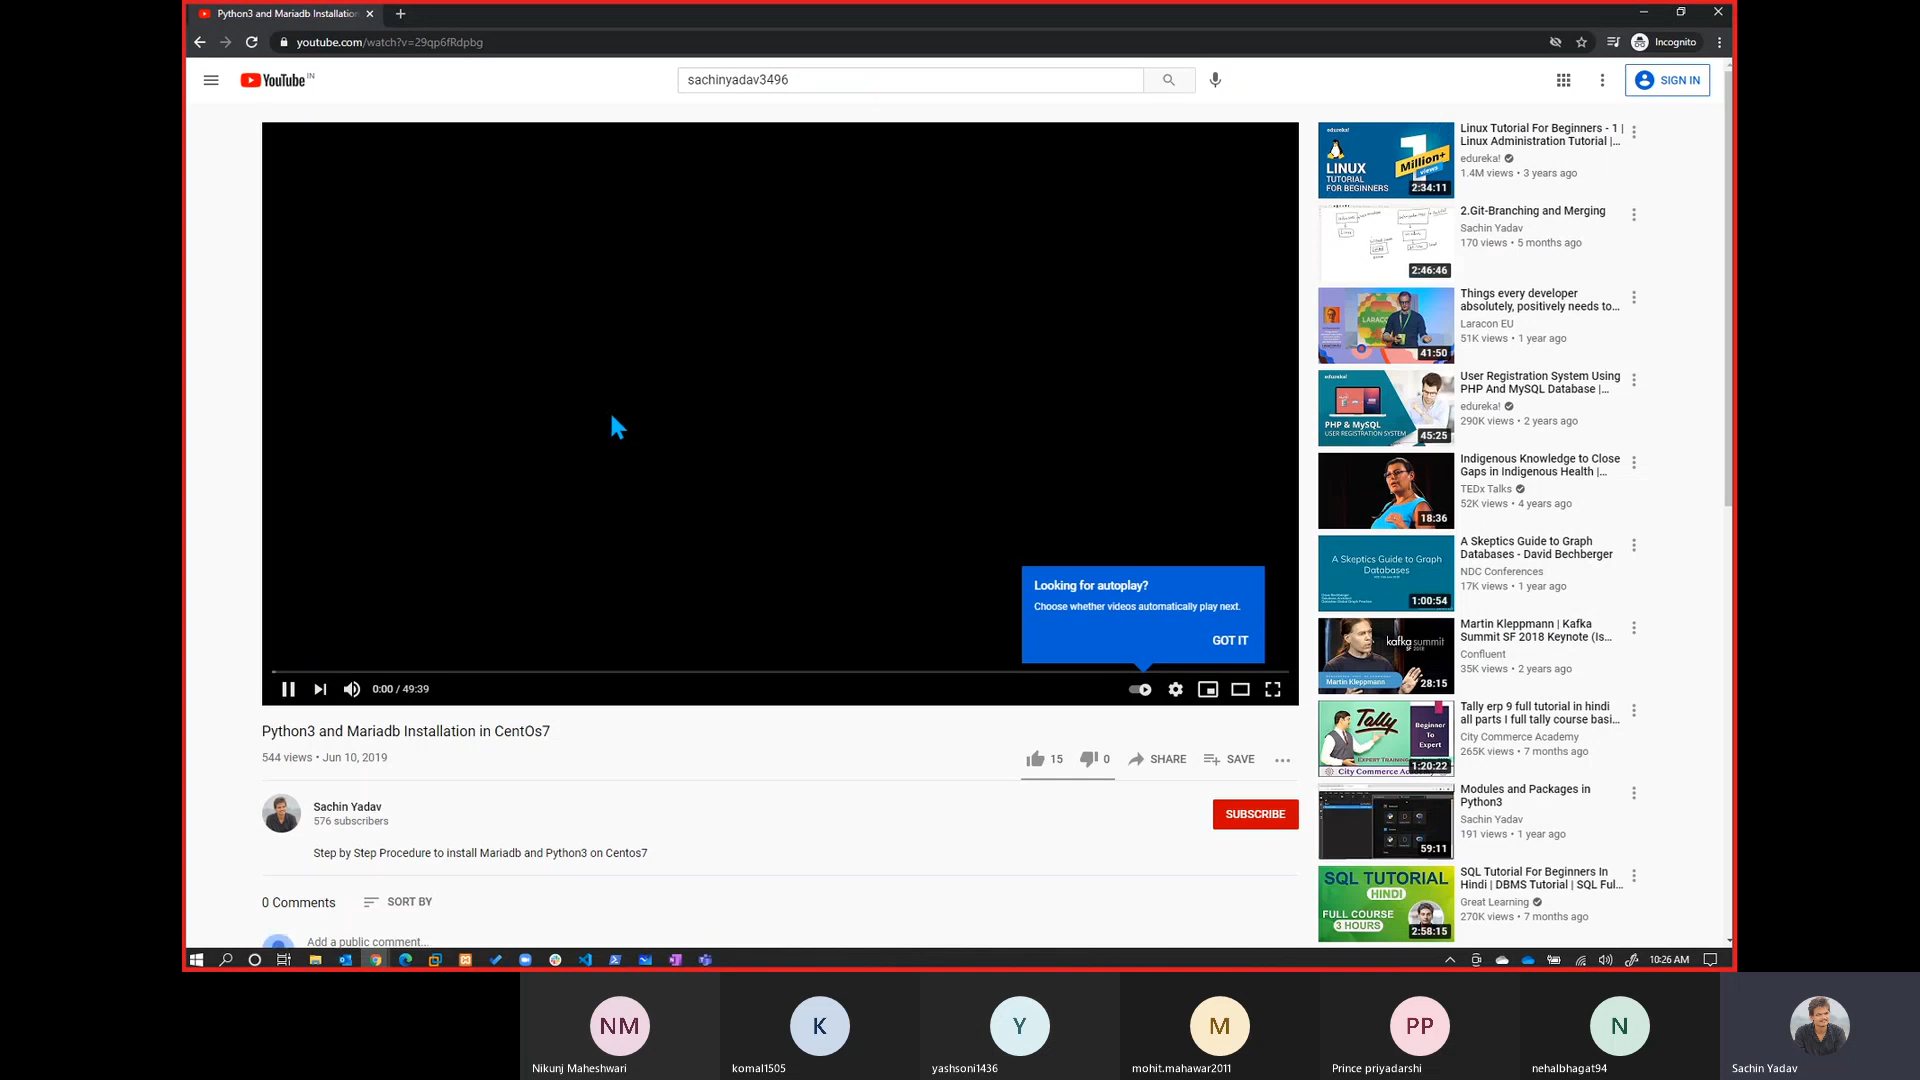 Python3 and Mariadb Installation
youtube.com/watch?v=29qp6fRdpbg
Incognito
YouTube IN
sachinyadav3496
SIGN IN
Looking for autoplay?
Choose whether videos automatically play next.
GOT IT
0:00 / 49:39
Python3 and Mariadb Installation in CentOs7
544 views • Jun 10, 2019
15
0
SHARE
SAVE
Sachin Yadav
576 subscribers
SUBSCRIBE
Step by Step Procedure to install Mariadb and Python3 on Centos7
0 Comments
SORT BY
Add a public comment...
edureka!
LINUX
TUTORIAL
FOR BEGINNERS
1
Million+
views
2:34:11
Linux Tutorial For Beginners - 1 |
Linux Administration Tutorial |...
edureka!
1.4M views • 3 years ago
2:46:46
2.Git-Branching and Merging
Sachin Yadav
170 views • 5 months ago
LARACO
41:50
Things every developer
absolutely, positively needs to...
Laracon EU
51K views • 1 year ago
edureka!
PHP & MySQL
USER REGISTRATION SYSTEM
45:25
User Registration System Using
PHP And MySQL Database |...
edureka!
290K views • 2 years ago
18:36
Indigenous Knowledge to Close
Gaps in Indigenous Health |...
TEDx Talks
52K views • 4 years ago
A Skeptics Guide to Graph
Databases
1:00:54
A Skeptics Guide to Graph
Databases - David Bechberger
NDC Conferences
17K views • 1 year ago
kafka summit
SF 2018
Martin Kleppmann
28:15
Martin Kleppmann | Kafka
Summit SF 2018 Keynote (Is...
Confluent
35K views • 2 years ago
Tally
Beginner
To
Expert
EXPERT TRAINING
City Commerce Academy
1:20:22
Tally erp 9 full tutorial in hindi
all parts I full tally course basi...
City Commerce Academy
265K views • 7 months ago
59:11
Modules and Packages in
Python3
Sachin Yadav
191 views • 1 year ago
SQL TUTORIAL
HINDI
FULL COURSE
3 HOURS
2:58:15
SQL Tutorial For Beginners In
Hindi | DBMS Tutorial | SQL Ful...
Great Learning
270K views • 7 months ago
10:26 AM
NM
Nikunj Maheshwari
K
komal1505
Y
yashsoni1436
M
mohit.mahawar2011
PP
Prince priyadarshi
N
nehalbhagat94
Sachin Yadav